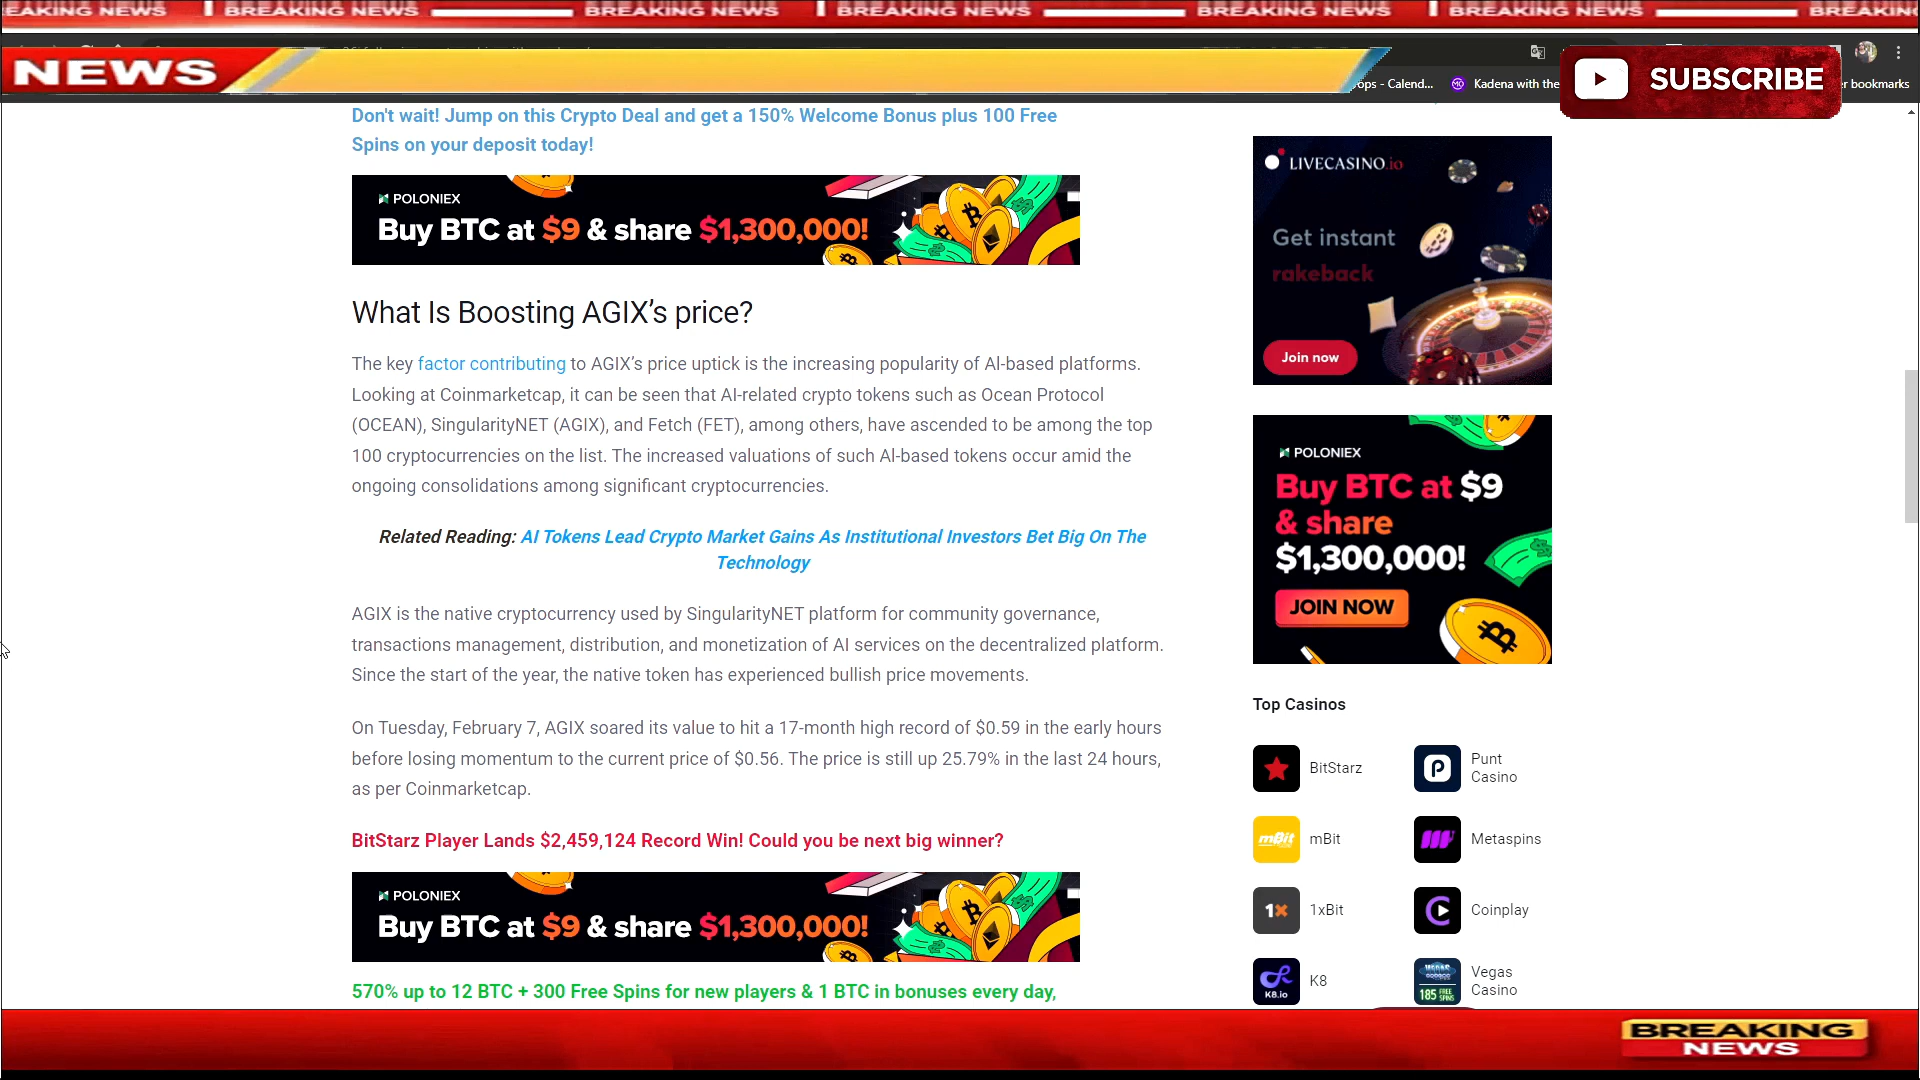 EAKING NEWS BREAKING NEWS BREAKING NEWS BREAKING NEWS BREAKING NEWS BREAKING NEWS BREAKIN
NEWS
ops - Calend...
Kadena with the
SUBSCRIBE
r bookmarks
Don't wait! Jump on this Crypto Deal and get a 150% Welcome Bonus plus 100 Free
Spins on your deposit today!
POLONIEX
Buy BTC at $9 & share $1,300,000!
What Is Boosting AGIX’s price?
The key factor contributing to AGIX’s price uptick is the increasing popularity of AI-based platforms.
Looking at Coinmarketcap, it can be seen that AI-related crypto tokens such as Ocean Protocol
(OCEAN), SingularityNET (AGIX), and Fetch (FET), among others, have ascended to be among the top
100 cryptocurrencies on the list. The increased valuations of such AI-based tokens occur amid the
ongoing consolidations among significant cryptocurrencies.
Related Reading: AI Tokens Lead Crypto Market Gains As Institutional Investors Bet Big On The
Technology
AGIX is the native cryptocurrency used by SingularityNET platform for community governance,
transactions management, distribution, and monetization of AI services on the decentralized platform.
Since the start of the year, the native token has experienced bullish price movements.
On Tuesday, February 7, AGIX soared its value to hit a 17-month high record of $0.59 in the early hours
before losing momentum to the current price of $0.56. The price is still up 25.79% in the last 24 hours,
as per Coinmarketcap.
BitStarz Player Lands $2,459,124 Record Win! Could you be next big winner?
POLONIEX
Buy BTC at $9 & share $1,300,000!
570% up to 12 BTC + 300 Free Spins for new players & 1 BTC in bonuses every day,
LIVECASINO.io
Get instant
rakeback
Join now
POLONIEX
Buy BTC at $9
& share
$1,300,000!
JOIN NOW
Top Casinos
BitStarz
Punt
Casino
mBit
mBit
Metaspins
1x
1xBit
Coinplay
K8.io
K8
VEGAS
185 FREE SPINS
Vegas
Casino
BREAKING
NEWS